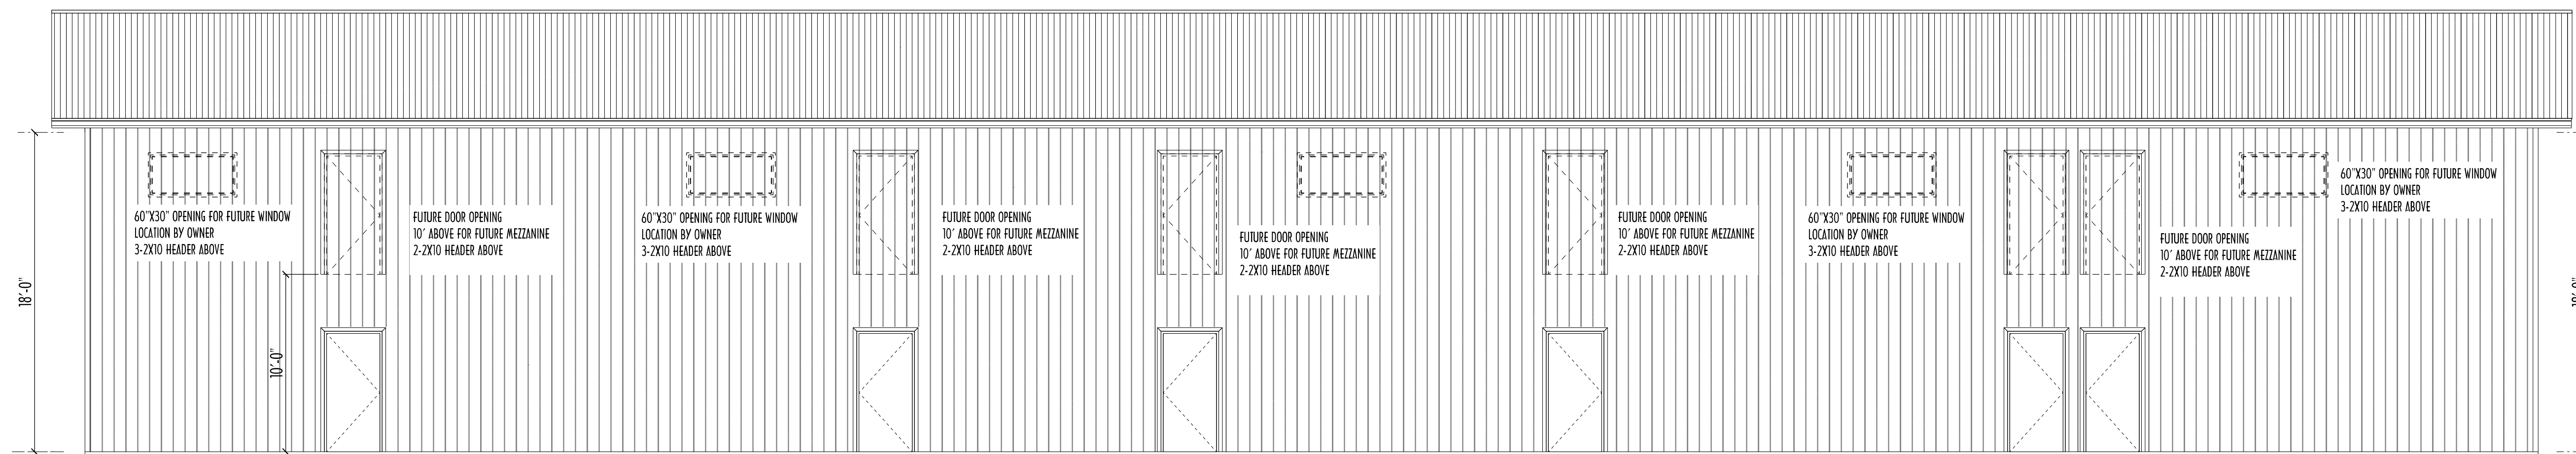 60"X30" OPENING FOR FUTURE WINDOW
LOCATION BY OWNER
3-2X10 HEADER ABOVE
FUTURE DOOR OPENING
10' ABOVE FOR FUTURE MEZZANINE
2-2X10 HEADER ABOVE
60"X30" OPENING FOR FUTURE WINDOW
LOCATION BY OWNER
3-2X10 HEADER ABOVE
FUTURE DOOR OPENING
10' ABOVE FOR FUTURE MEZZANINE
2-2X10 HEADER ABOVE
FUTURE DOOR OPENING
10' ABOVE FOR FUTURE MEZZANINE
2-2X10 HEADER ABOVE
FUTURE DOOR OPENING
10' ABOVE FOR FUTURE MEZZANINE
2-2X10 HEADER ABOVE
60"X30" OPENING FOR FUTURE WINDOW
LOCATION BY OWNER
3-2X10 HEADER ABOVE
FUTURE DOOR OPENING
10' ABOVE FOR FUTURE MEZZANINE
2-2X10 HEADER ABOVE
60"X30" OPENING FOR FUTURE WINDOW
LOCATION BY OWNER
3-2X10 HEADER ABOVE
18'-0"
10'-0"